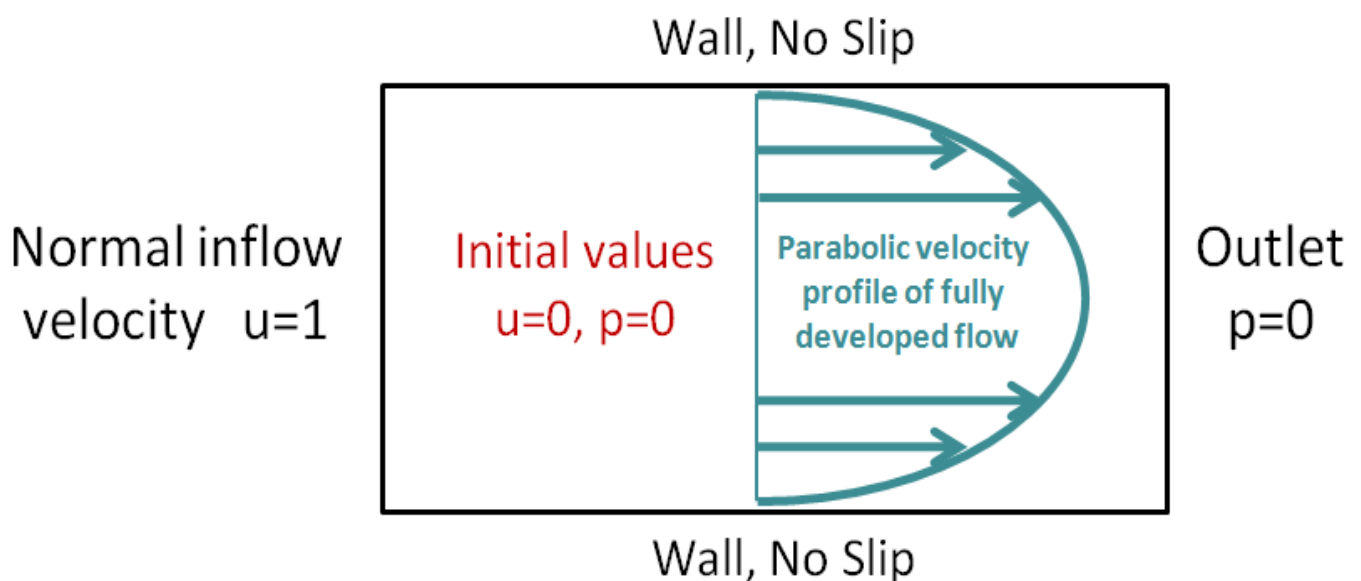 Wall, No Slip
Normal inflow
velocity u=1
Initial values
u=0, p=0
Parabolic velocity
profile of fully
developed flow
Outlet
p=0
Wall, No Slip